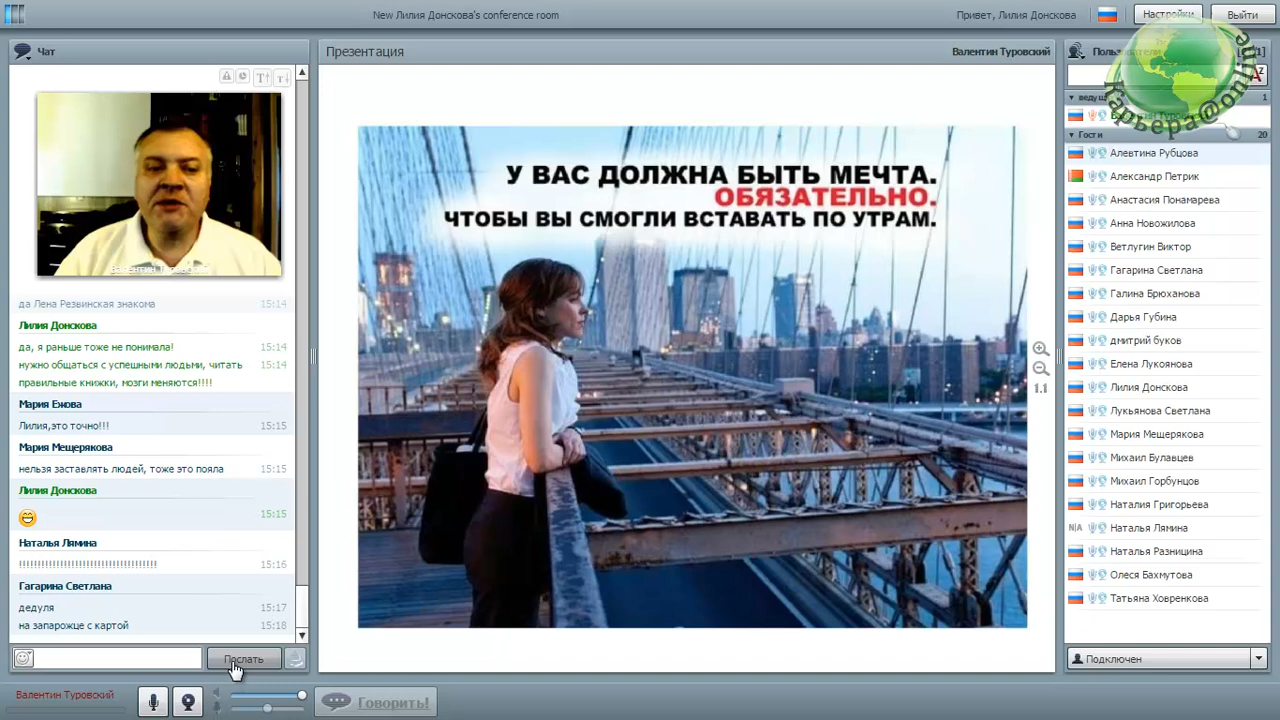 New Лилия Донскова's conference room
Привет, Лилия Донскова
Настройки
Выйти
Чат
Валентин Туровский
да Лена Резвинская знакома 15:14
Лилия Донскова
да, я раньше тоже не понимала! 15:14
нужно общаться с успешными людьми, читать 15:14
правильные книжки, мозги меняются!!!!
Мария Ежова
Лилия,это точно!!! 15:15
Мария Мещерякова
нельзя заставлять людей, тоже это пояла 15:15
Лилия Донскова
15:15
Наталья Лямина
!!!!!!!!!!!!!!!!!!!!!!!!!!!!!!!!!!!!! 15:16
Гагарина Светлана
дедуля 15:17
на запарожце с картой 15:18
Послать
Валентин Туровский
Говорить!
Презентация
Валентин Туровский
У ВАС ДОЛЖНА БЫТЬ МЕЧТА.
ОБЯЗАТЕЛЬНО.
ЧТОБЫ ВЫ СМОГЛИ ВСТАВАТЬ ПО УТРАМ.
1:1
Карьера@online
1
Гости 20
Алевтина Рубцова
Александр Петрик
Анастасия Понамарева
Анна Новожилова
Ветлугин Виктор
Гагарина Светлана
Галина Брюханова
Дарья Губина
дмитрий буков
Елена Лукоянова
Лилия Донскова
Лукьянова Светлана
Мария Мещерякова
Михаил Булавцев
Михаил Горбунцов
Наталия Григорьева
N|A Наталья Лямина
Наталья Разницина
Олеся Бахмутова
Татьяна Ховренкова
Подключен